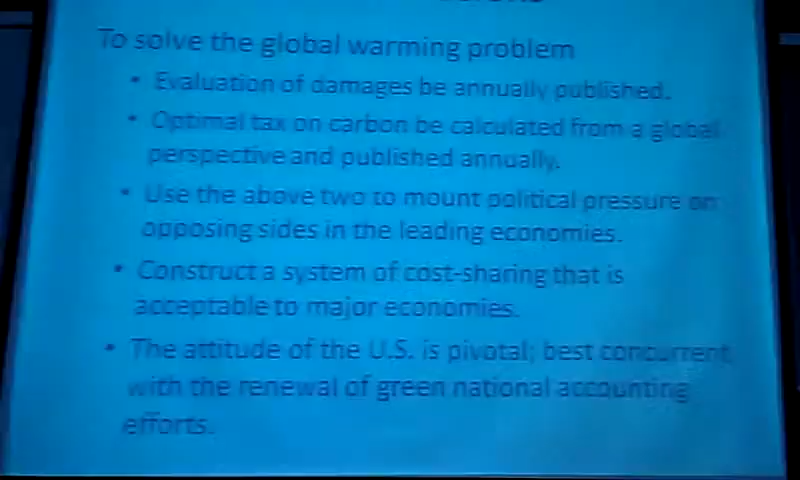 To solve the global warming problem
• Evaluation of damages be annually published.
• Optimal tax on carbon be calculated from a global
perspective and published annually.
• Use the above two to mount political pressure on
opposing sides in the leading economies.
• Construct a system of cost-sharing that is
acceptable to major economies.
• The attitude of the U.S. is pivotal; best concurrent
with the renewal of green national accounting
efforts.